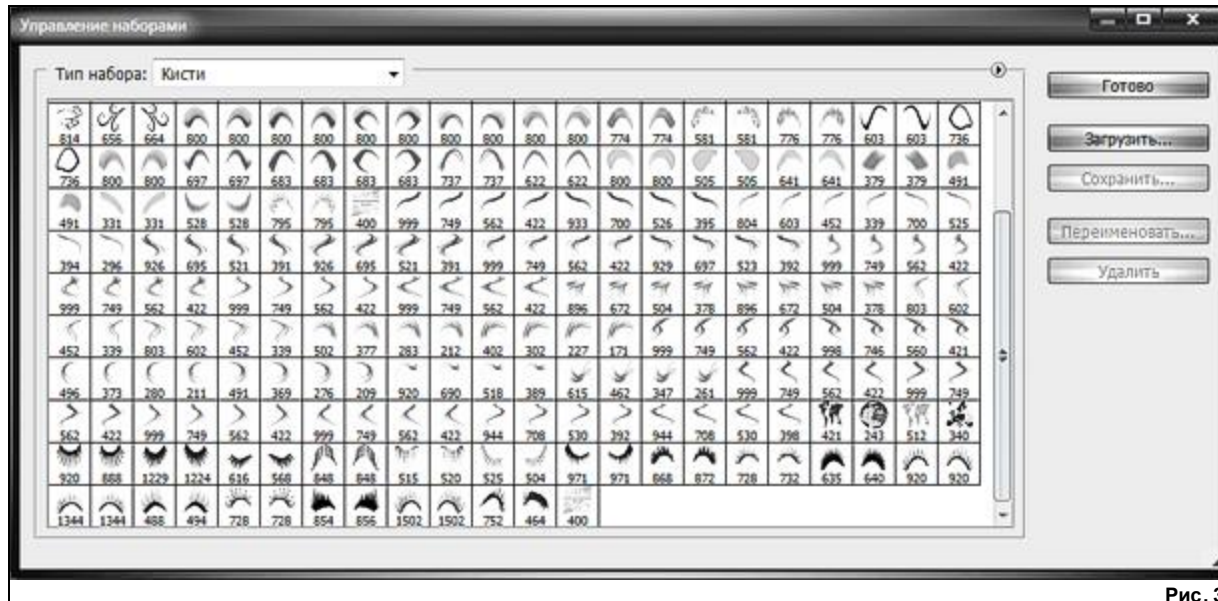 Управление наборами
Тип набора: Кисти
Готово
Загрузить...
Сохранить...
Переименовать...
Удалить
814 656 664 800 800 800 800 800 800 800 800 800 800 774 774 581 581 776 776 603 603 736
736 800 800 697 697 683 683 683 683 737 737 622 622 800 800 505 505 641 641 379 379 491
491 331 331 528 528 795 795 400 999 749 562 422 933 700 526 395 804 603 452 339 700 525
394 296 926 695 521 391 926 695 521 391 999 749 562 422 929 697 523 392 999 749 562 422
999 749 562 422 999 749 562 422 999 749 562 422 896 672 504 378 896 672 504 378 803 602
452 339 803 602 452 339 502 377 283 212 402 302 227 171 999 749 562 422 998 746 560 421
496 373 280 211 491 369 276 209 920 690 518 389 615 462 347 261 999 749 562 422 999 749
562 422 999 749 562 422 999 749 562 422 944 708 530 392 944 708 530 398 421 243 512 340
920 888 1229 1224 616 568 848 848 515 520 525 504 971 971 868 872 728 732 635 640 920 920
1344 1344 488 494 728 728 854 856 1502 1502 752 464 400
Рис. 3